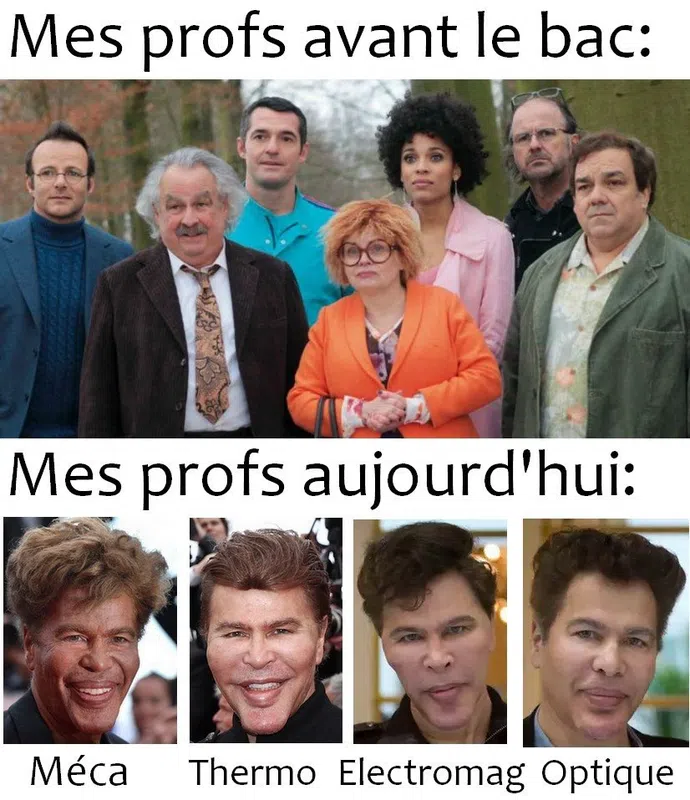 Mes profs avant le bac:
Mes profs aujourd'hui:
Méca Thermo Electromag Optique